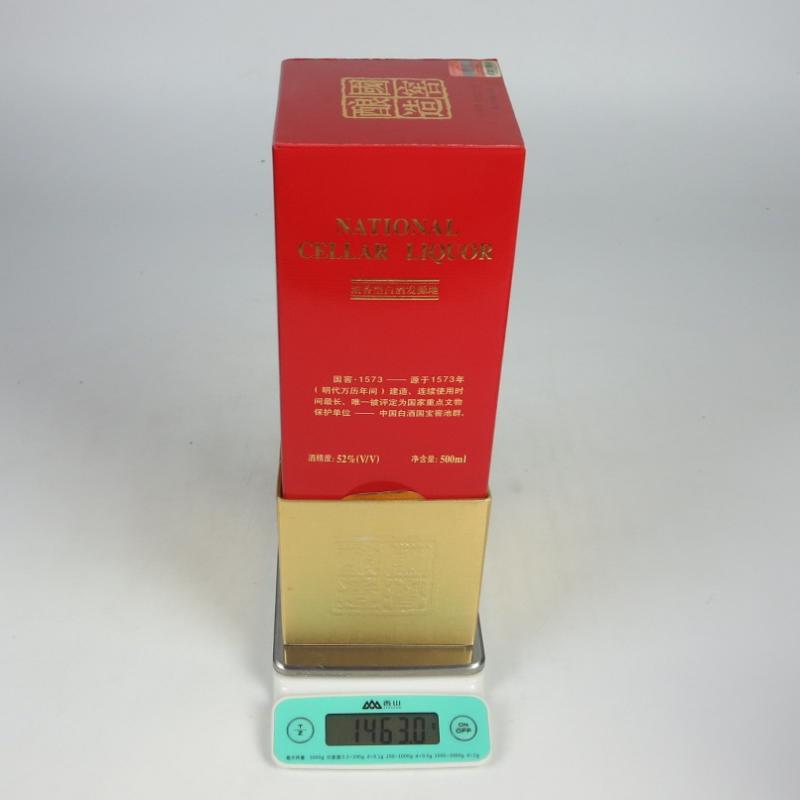 國窖
釀造
NATIONAL
CELLAR LIQUOR
浓香型白酒发源地
国窖·1573 —— 源于1573年
(明代万历年间)建造、连续使用时
间最长、唯一被评定为国家重点文物
保护单位 —— 中国白酒国宝窖池群。
酒精度: 52%(V/V) 净含量: 500ml
香山
T/Z
1463.0
ON
OFF